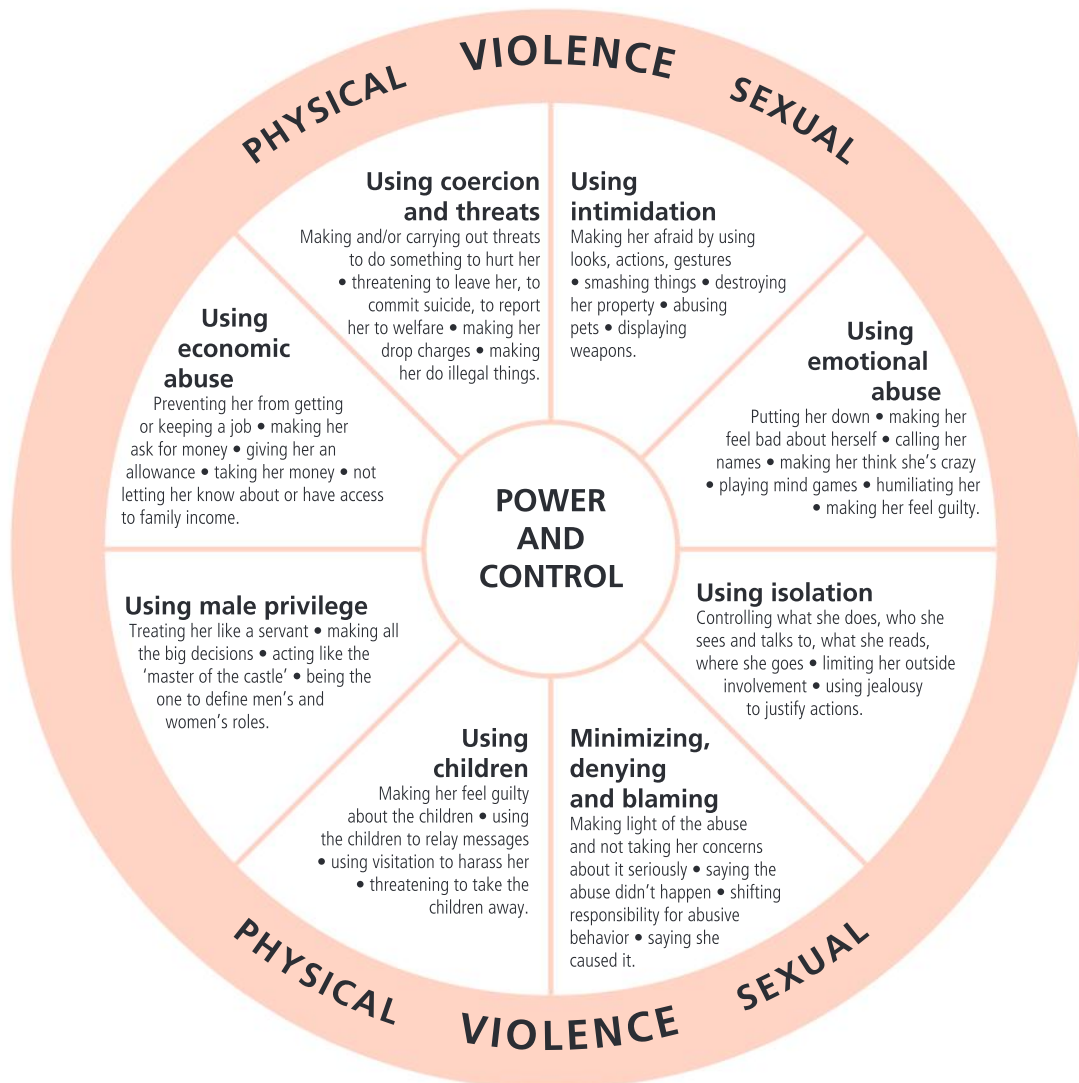 PHYSICAL VIOLENCE SEXUAL
Using coercion
and threats
Making and/or carrying out threats
to do something to hurt her
• threatening to leave her, to
commit suicide, to report
her to welfare • making her
drop charges • making
her do illegal things.
Using
intimidation
Making her afraid by using
looks, actions, gestures
• smashing things • destroying
her property • abusing
pets • displaying
weapons.
Using
economic
abuse
Preventing her from getting
or keeping a job • making her
ask for money • giving her an
allowance • taking her money • not
letting her know about or have access
to family income.
Using
emotional
abuse
Putting her down • making her
feel bad about herself • calling her
names • making her think she’s crazy
• playing mind games • humiliating her
• making her feel guilty.
POWER
AND
CONTROL
Using male privilege
Treating her like a servant • making all
the big decisions • acting like the
‘master of the castle’ • being the
one to define men’s and
women’s roles.
Using isolation
Controlling what she does, who she
sees and talks to, what she reads,
where she goes • limiting her outside
involvement • using jealousy
to justify actions.
Using
children
Making her feel guilty
about the children • using
the children to relay messages
• using visitation to harass her
• threatening to take the
children away.
Minimizing,
denying
and blaming
Making light of the abuse
and not taking her concerns
about it seriously • saying the
abuse didn’t happen • shifting
responsibility for abusive
behavior • saying she
caused it.
PHYSICAL VIOLENCE SEXUAL